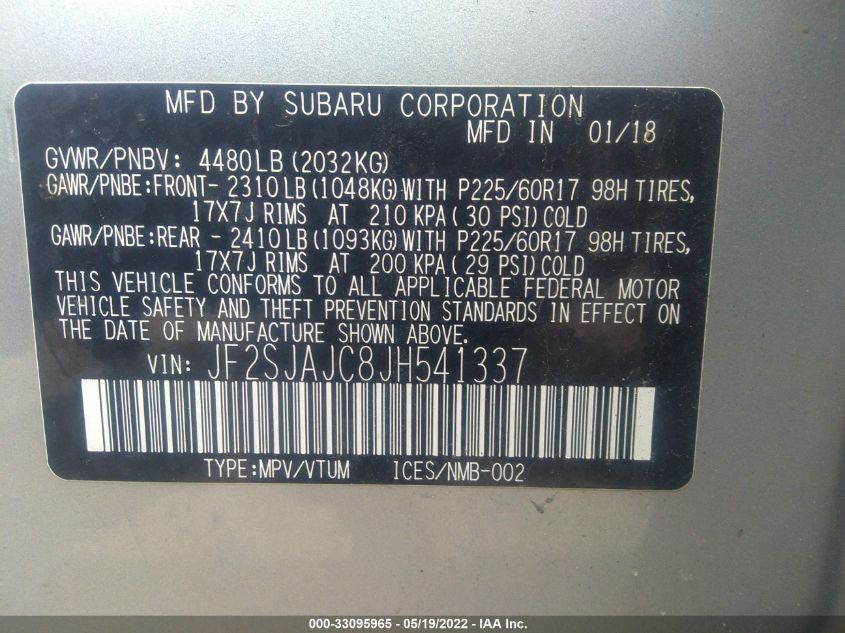 MFD BY SUBARU CORPORATION
MFD IN 01/18
GVWR/PNBV: 4480LB (2032KG)
GAWR/PNBE:FRONT- 2310LB (1048KG) WITH P225/60R17 98H TIRES,
17X7J RIMS AT 210 KPA ( 30 PSI) COLD
GAWR/PNBE:REAR - 2410LB (1093KG) WITH P225/60R17 98H TIRES,
17X7J RIMS AT 200 KPA ( 29 PSI) COLD
THIS VEHICLE CONFORMS TO ALL APPLICABLE FEDERAL MOTOR
VEHICLE SAFETY AND THEFT PREVENTION STANDARDS IN EFFECT ON
THE DATE OF MANUFACTURE SHOWN ABOVE.
VIN: JF2SJAJC8JH541337
TYPE:MPV/VTUM ICES/NMB-002
000-33095965 - 05/19/2022 - IAA Inc.